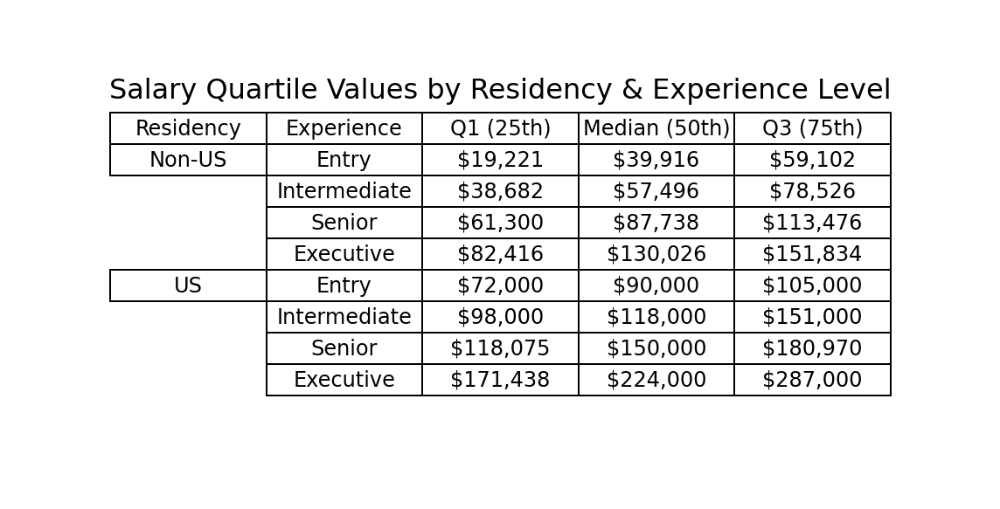 Salary Quartile Values by Residency & Experience Level
Residency Experience Q1 (25th) Median (50th) Q3 (75th)
Non-US Entry $19,221 $39,916 $59,102
Intermediate $38,682 $57,496 $78,526
Senior $61,300 $87,738 $113,476
Executive $82,416 $130,026 $151,834
US Entry $72,000 $90,000 $105,000
Intermediate $98,000 $118,000 $151,000
Senior $118,075 $150,000 $180,970
Executive $171,438 $224,000 $287,000